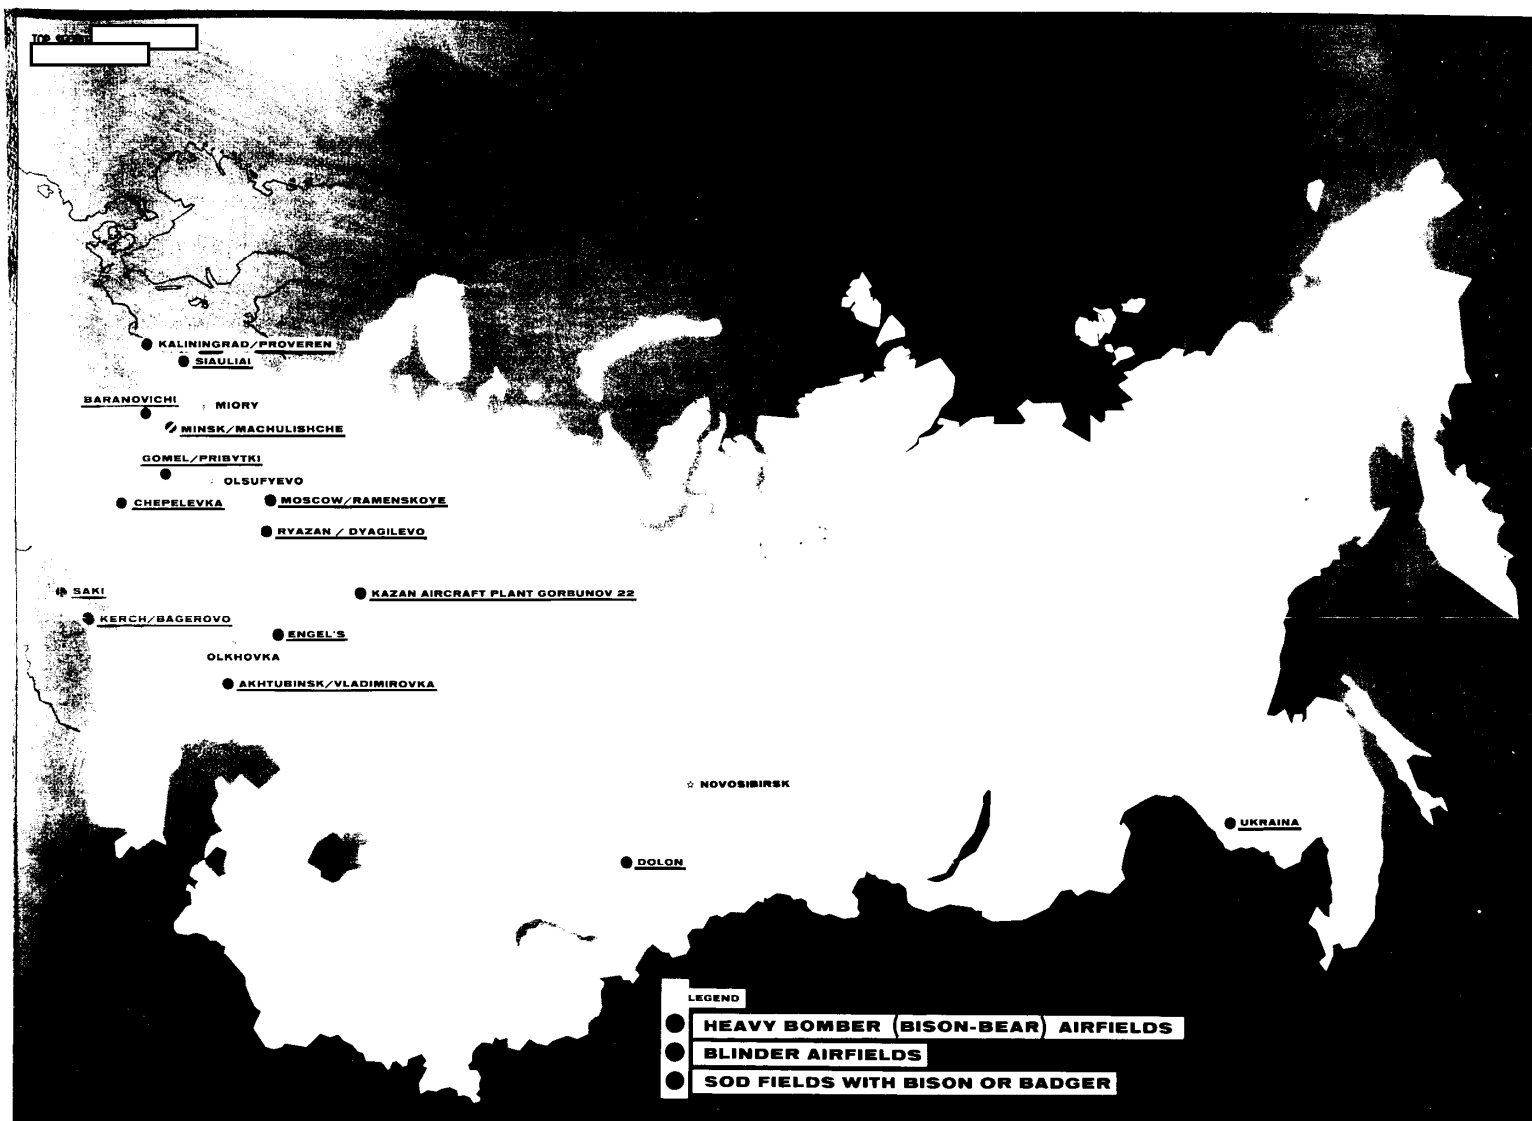 TOP SECRET
KALININGRAD/PROVEREN
SIAULIAI
BARANOVICHI
MIORY
MINSK/MACHULISHCHE
GOMEL/PRIBYTKI
OLSUFYEVO
CHEPELEVKA
MOSCOW/RAMENSKOYE
RYAZAN / DYAGILEVO
SAKI
KAZAN AIRCRAFT PLANT GORBUNOV 22
KERCH/BAGEROVO
ENGEL'S
OLKHOVKA
AKHTUBINSK/VLADIMIROVKA
NOVOSIBIRSK
UKRAINA
DOLON
LEGEND
HEAVY BOMBER (BISON-BEAR) AIRFIELDS
BLINDER AIRFIELDS
SOD FIELDS WITH BISON OR BADGER